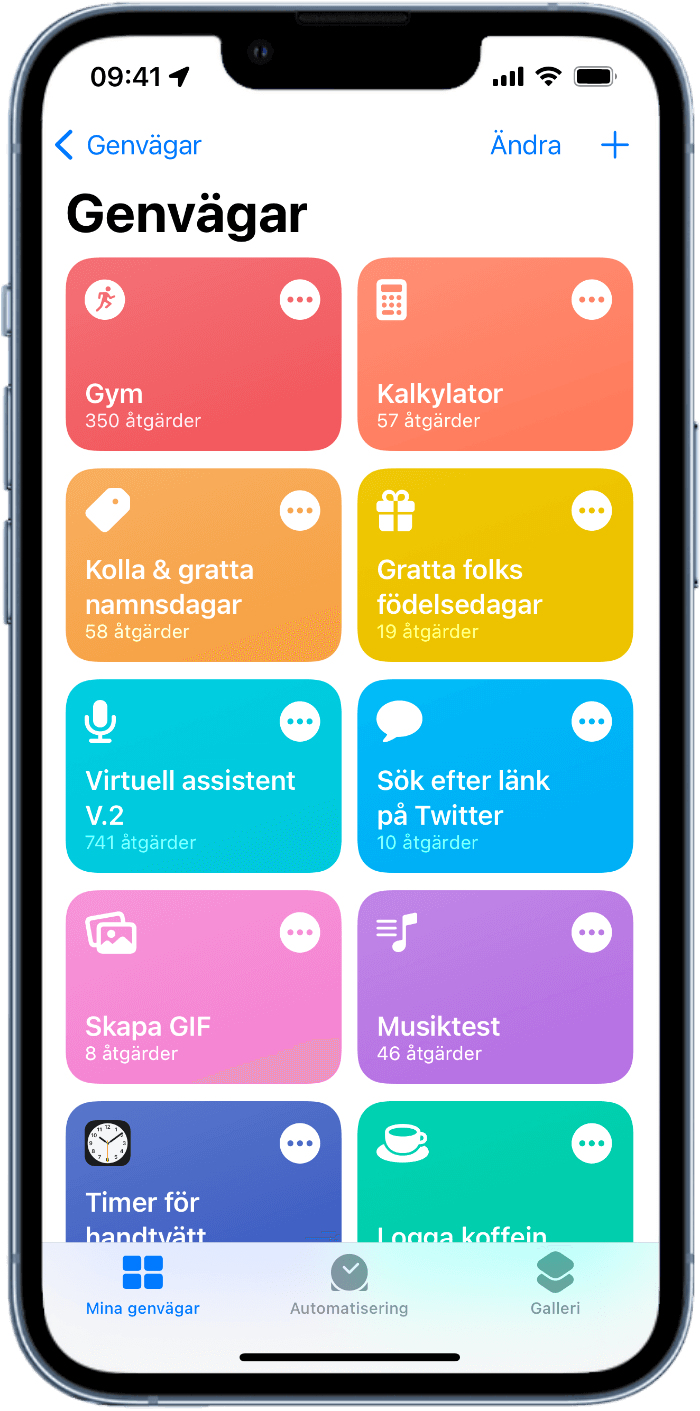 09:41
Genvägar
Ändra
Genvägar
Gym
350 åtgärder
Kalkylator
57 åtgärder
Kolla & gratta
namnsdagar
58 åtgärder
Gratta folks
födelsedagar
19 åtgärder
Virtuell assistent
V.2
741 åtgärder
Sök efter länk
på Twitter
10 åtgärder
Skapa GIF
8 åtgärder
Musiktest
46 åtgärder
Timer för
handtvätt
Logga koffein
Mina genvägar
Automatisering
Galleri